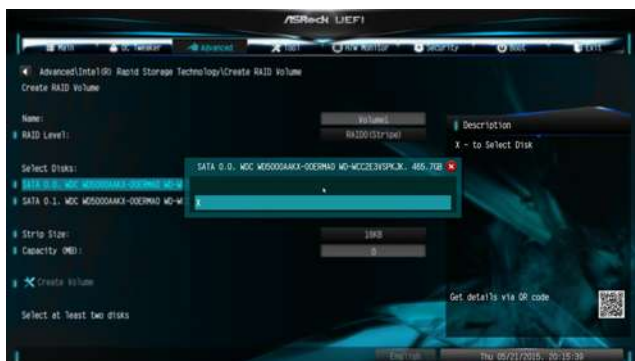 ASRock UEFI
Main OC Tweaker Advanced Tool H/W Monitor Security Boot Exit
Advanced\Intel(R) Rapid Storage Technology\Create RAID Volume
Create RAID Volume
Name: Volume1
RAID Level: RAID0(Stripe)
Select Disks:
SATA 0.0, WDC WD5000AAKX-00ERMA0 WD-W
SATA 0.1, WDC WD5000AAKX-00ERMA0 WD-W
SATA 0.0, WDC WD5000AAKX-00ERMA0 WD-WCC2E3VSPKJK, 465.7GB
X
Strip Size: 16KB
Capacity (MB): 0
Create Volume
Select at least two disks
Description
X - to Select Disk
Get details via QR code
English
Thu 05/21/2015, 20:15:39